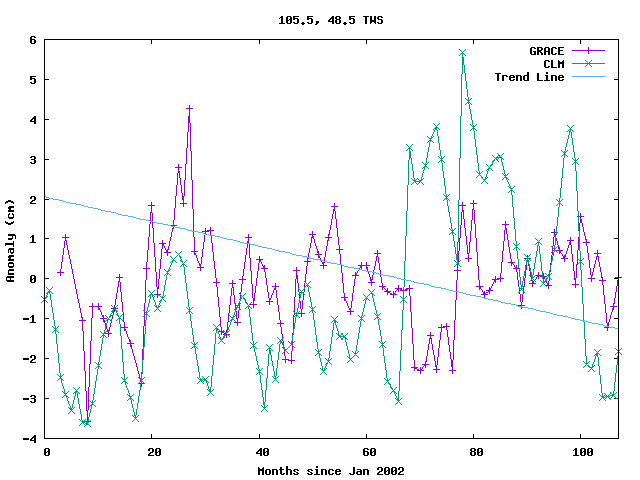 105.5, 48.5 TWS
GRACE
CLM
Trend Line
Anomaly (cm)
6
5
4
3
2
1
0
-1
-2
-3
-4
0 20 40 60 80 100
Months since Jan 2002